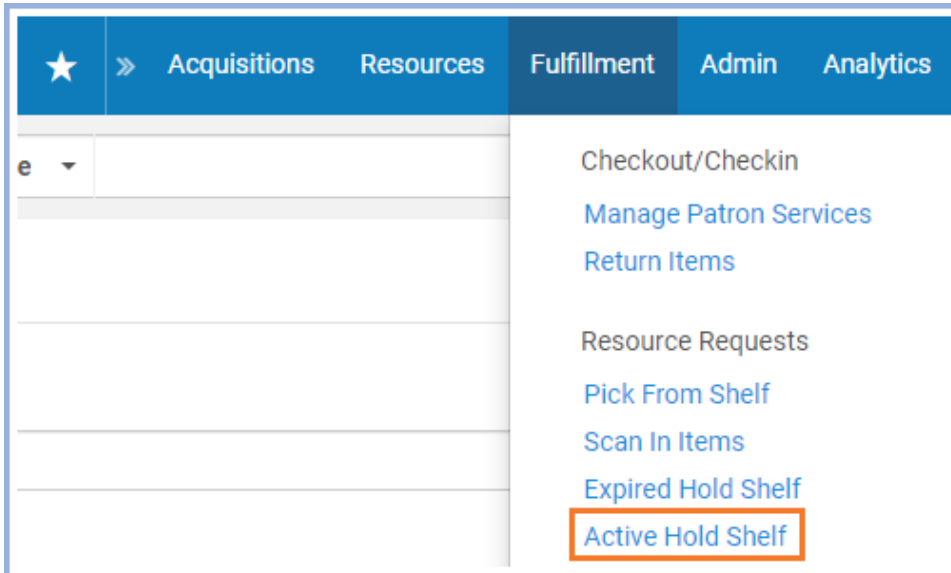 Acquisitions Resources Fulfillment Admin Analytics
e
Checkout/Checkin
Manage Patron Services
Return Items
Resource Requests
Pick From Shelf
Scan In Items
Expired Hold Shelf
Active Hold Shelf